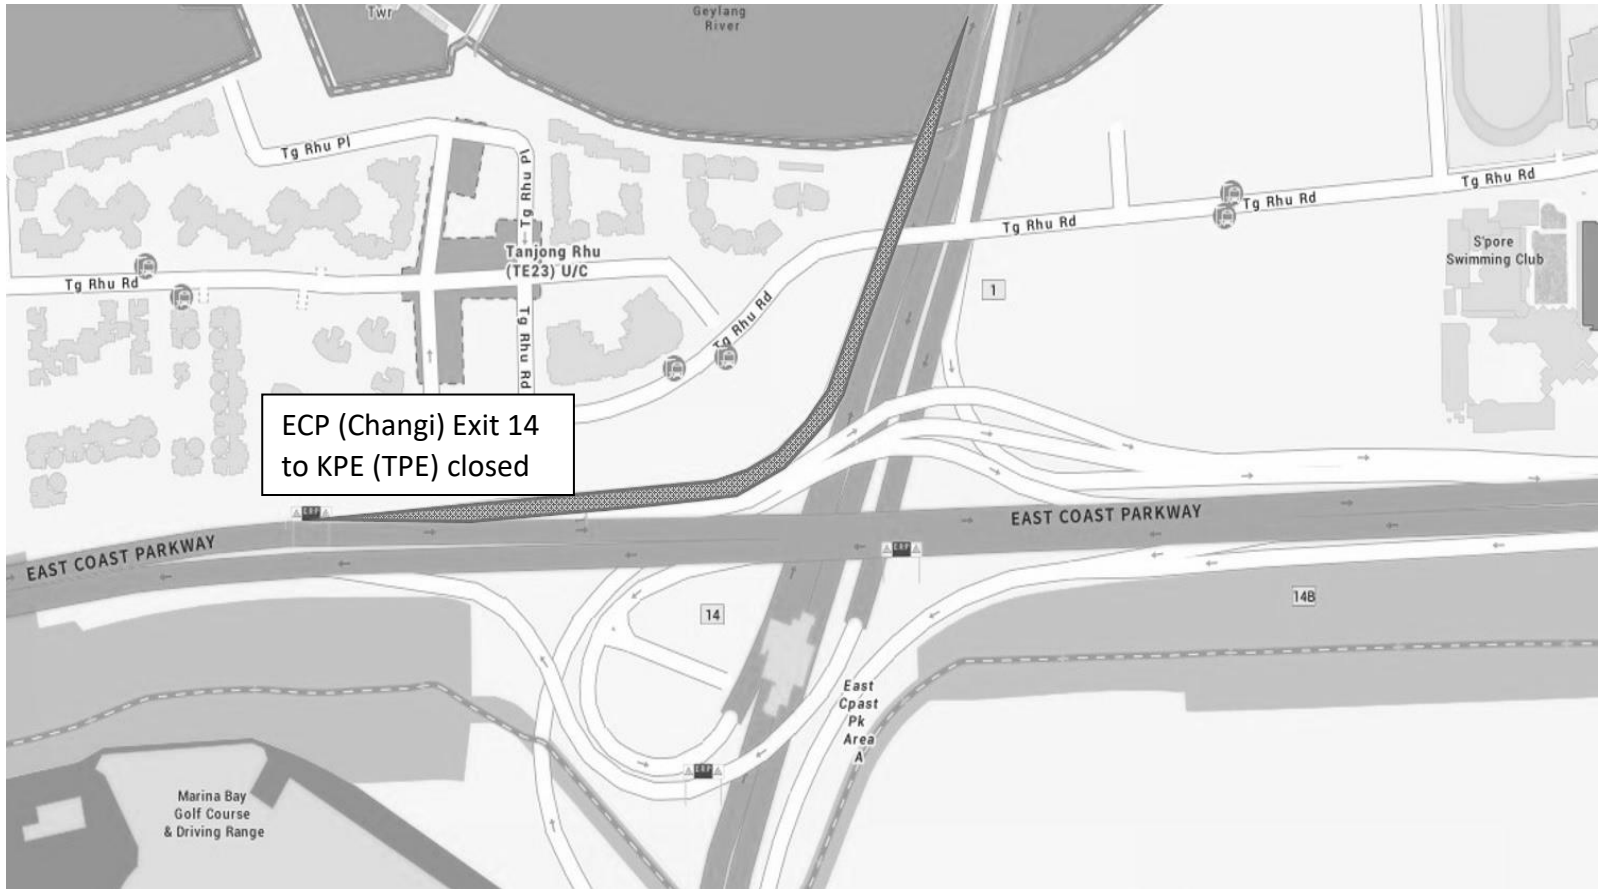 Twr
Geylang
River
Tg Rhu Pl
Tg Rhu Pl
Tg Rhu Rd
Tg Rhu Rd
Tg Rhu Rd
Tg Rhu Rd
S'pore
Swimming Club
Tanjong Rhu
(TE23) U/C
Tg Rhu Rd
1
Tg Rhu Rd
Tg Rhu Rd
ECP (Changi) Exit 14
to KPE (TPE) closed
ERP
EAST COAST PARKWAY
EAST COAST PARKWAY
ERP
14
14B
East
Cpast
Pk
Area
A
ERP
Marina Bay
Golf Course
& Driving Range